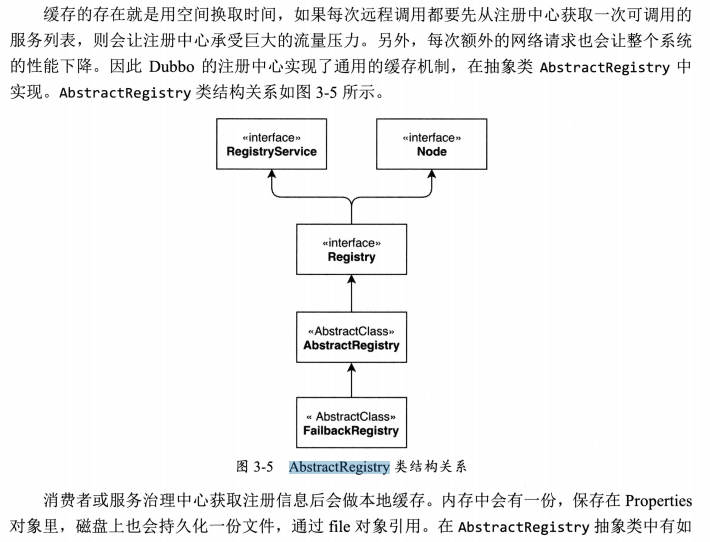 缓存的存在就是用空间换取时间，如果每次远程调用都要先从注册中心获取一次可调用的
服务列表，则会让注册中心承受巨大的流量压力。另外，每次额外的网络请求也会让整个系统
的性能下降。因此 Dubbo 的注册中心实现了通用的缓存机制，在抽象类 AbstractRegistry 中
实现。AbstractRegistry 类结构关系如图 3-5 所示。
«interface»
RegistryService
«interface»
Node
«interface»
Registry
«AbstractClass»
AbstractRegistry
« AbstractClass»
FailbackRegistry
图 3-5 AbstractRegistry 类结构关系
消费者或服务治理中心获取注册信息后会做本地缓存。内存中会有一份，保存在 Properties
对象里，磁盘上也会持久化一份文件，通过 file 对象引用。在 AbstractRegistry 抽象类中有如